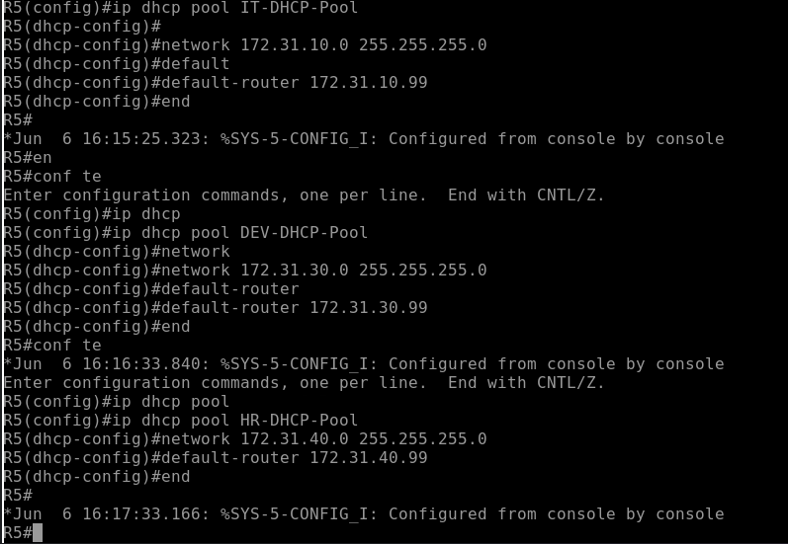 R5(config)#ip dhcp pool IT-DHCP-Pool
R5(dhcp-config)#
R5(dhcp-config)#network 172.31.10.0 255.255.255.0
R5(dhcp-config)#default
R5(dhcp-config)#default-router 172.31.10.99
R5(dhcp-config)#end
R5#
*Jun  6 16:15:25.323: %SYS-5-CONFIG_I: Configured from console by console
R5#en
R5#conf te
Enter configuration commands, one per line.  End with CNTL/Z.
R5(config)#ip dhcp
R5(config)#ip dhcp pool DEV-DHCP-Pool
R5(dhcp-config)#network
R5(dhcp-config)#network 172.31.30.0 255.255.255.0
R5(dhcp-config)#default-router
R5(dhcp-config)#default-router 172.31.30.99
R5(dhcp-config)#end
R5#conf te
*Jun  6 16:16:33.840: %SYS-5-CONFIG_I: Configured from console by console
Enter configuration commands, one per line.  End with CNTL/Z.
R5(config)#ip dhcp pool
R5(config)#ip dhcp pool HR-DHCP-Pool
R5(dhcp-config)#network 172.31.40.0 255.255.255.0
R5(dhcp-config)#default-router 172.31.40.99
R5(dhcp-config)#end
R5#
*Jun  6 16:17:33.166: %SYS-5-CONFIG_I: Configured from console by console
R5#